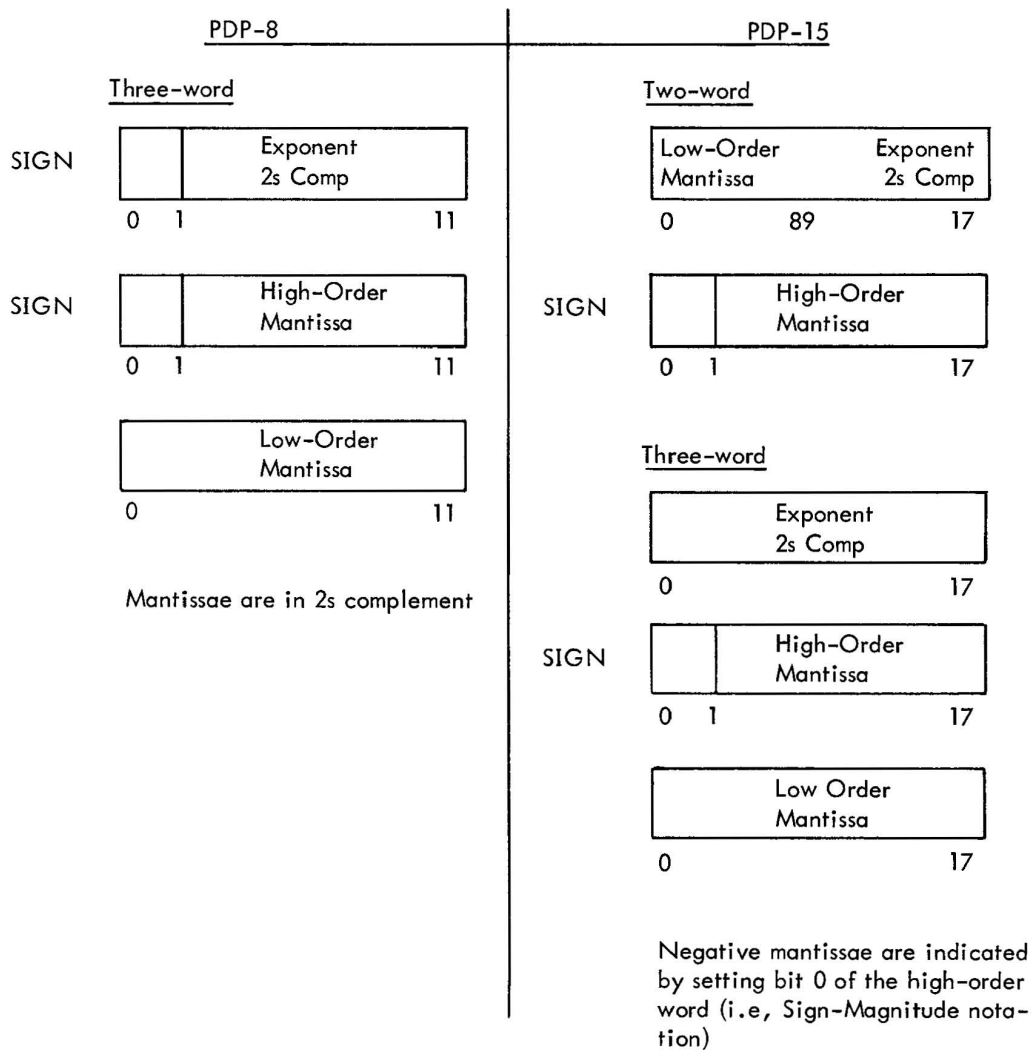 PDP-8
Three-word
SIGN
Exponent
2s Comp
0 1 11
SIGN
High-Order
Mantissa
0 1 11
Low-Order
Mantissa
0 11
Mantissae are in 2s complement
PDP-15
Two-word
Low-Order Exponent
Mantissa 2s Comp
0 89 17
SIGN
High-Order
Mantissa
0 1 17
Three-word
Exponent
2s Comp
0 17
SIGN
High-Order
Mantissa
0 1 17
Low Order
Mantissa
0 17
Negative mantissae are indicated
by setting bit 0 of the high-order
word (i.e, Sign-Magnitude nota-
tion)